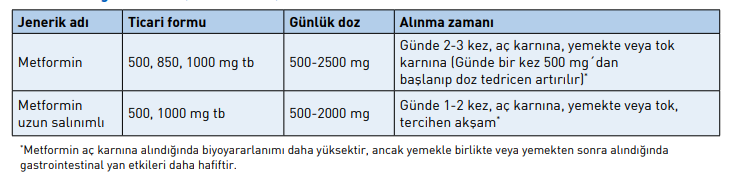 Jenerik adı Ticari formu Günlük doz Alınma zamanı
Metformin 500, 850, 1000 mg tb 500-2500 mg Günde 2-3 kez, aç karnına, yemekte veya tok
karnına (Günde bir kez 500 mg´dan
başlanıp doz tedricen artırılır)*
Metformin
uzun salınımlı 500, 1000 mg tb 500-2000 mg Günde 1-2 kez, aç karnına, yemekte veya tok,
tercihen akşam*
*Metformin aç karnına alındığında biyoyararlanımı daha yüksektir, ancak yemekle birlikte veya yemekten sonra alındığında
gastrointestinal yan etkileri daha hafiftir.